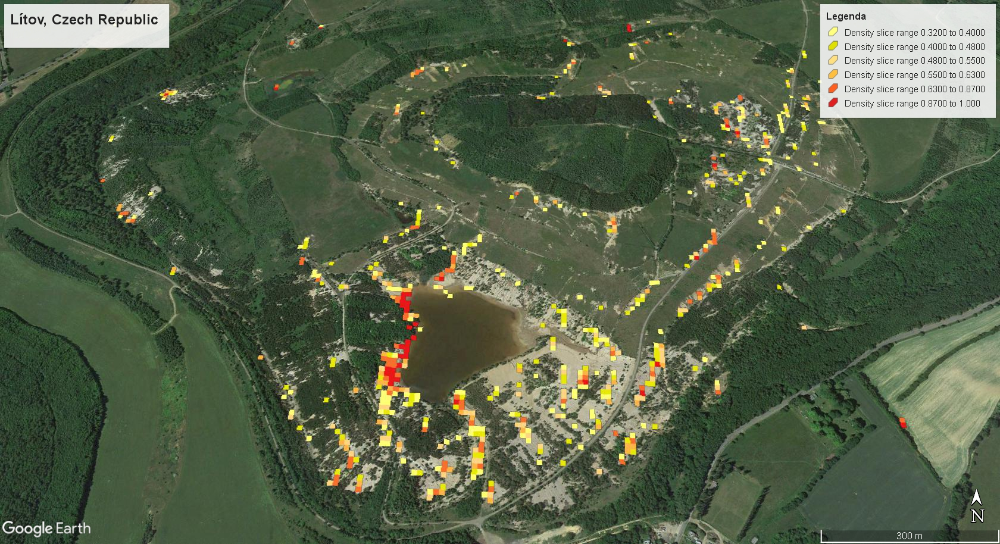 Lítov, Czech Republic
Legenda
Density slice range 0.3200 to 0.4000
Density slice range 0.4000 to 0.4800
Density slice range 0.4800 to 0.5500
Density slice range 0.5500 to 0.6300
Density slice range 0.6300 to 0.8700
Density slice range 0.8700 to 1.000
N
Google Earth
300 m